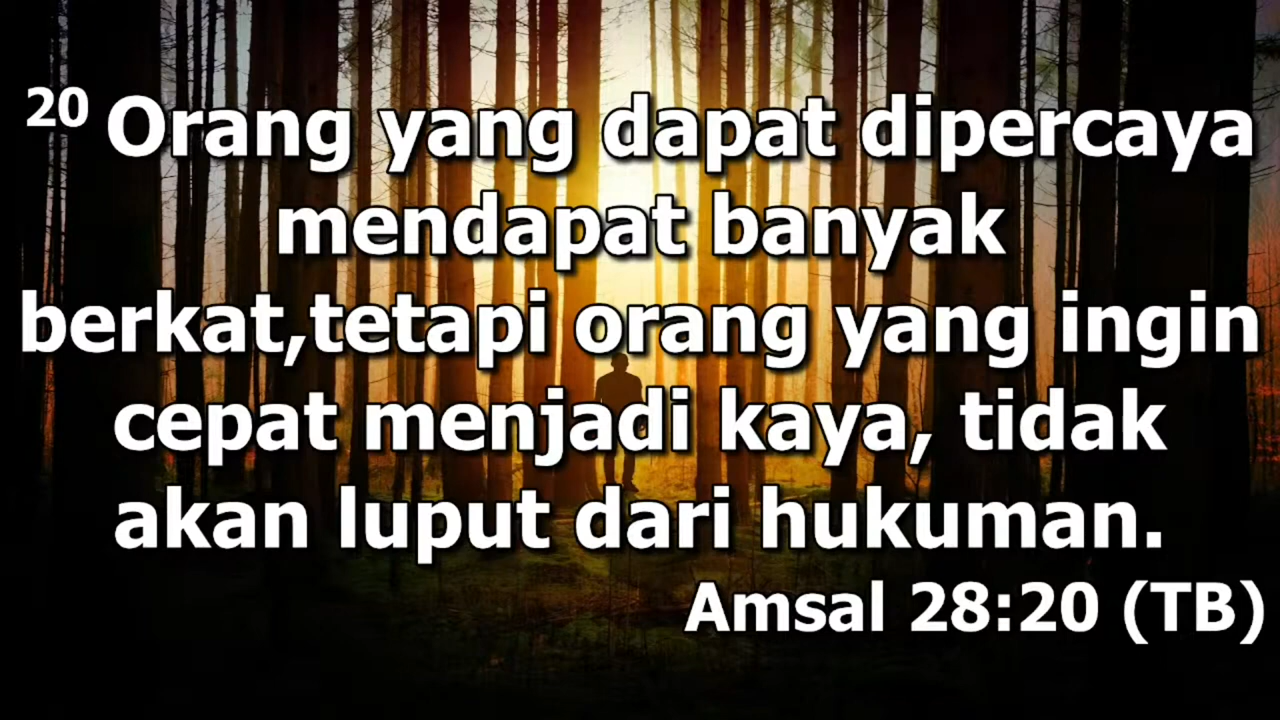 20 Orang yang dapat dipercaya
mendapat banyak
berkat,tetapi orang yang ingin
cepat menjadi kaya, tidak
akan luput dari hukuman.
Amsal 28:20 (TB)